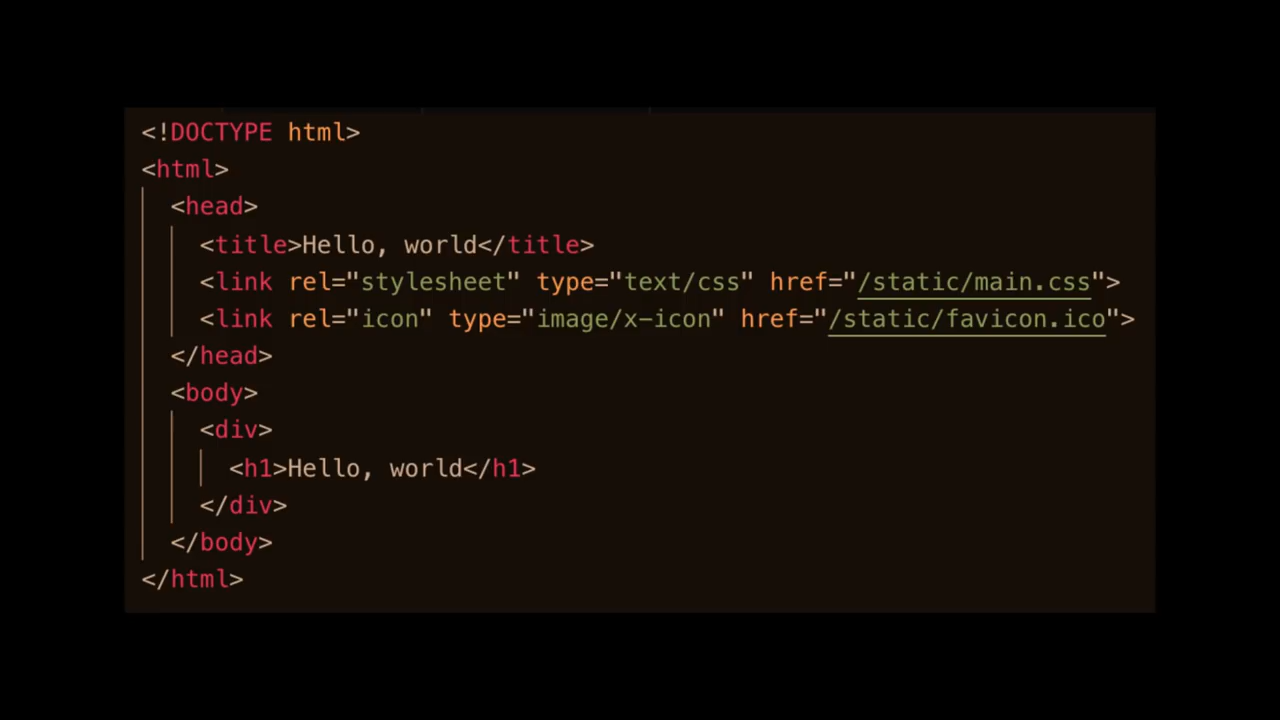 <!DOCTYPE html>
<html>
<head>
<title>Hello, world</title>
<link rel="stylesheet" type="text/css" href="/static/main.css">
<link rel="icon" type="image/x-icon" href="/static/favicon.ico">
</head>
<body>
<div>
<h1>Hello, world</h1>
</div>
</body>
</html>